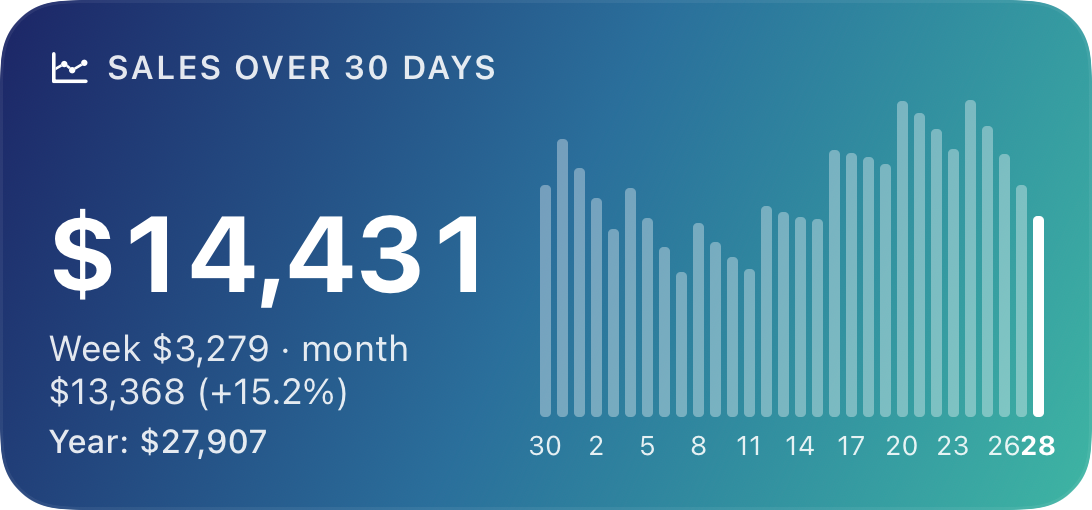 SALES OVER 30 DAYS
$14,431
Week $3,279 · month
$13,368 (+15.2%)
Year: $27,907
30 2 5 8 11 14 17 20 23 26 28